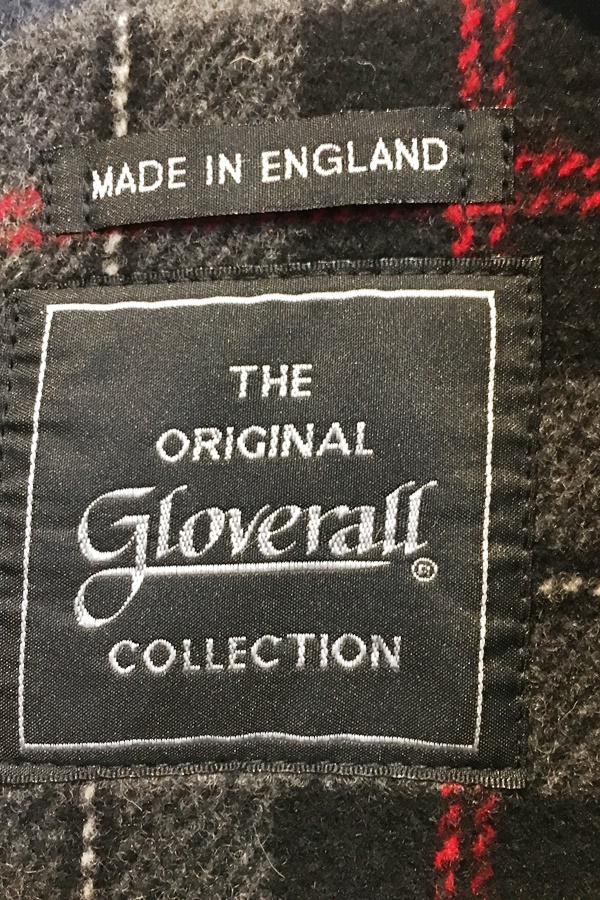 MADE IN ENGLAND
THE
ORIGINAL
Gloverall®
COLLECTION